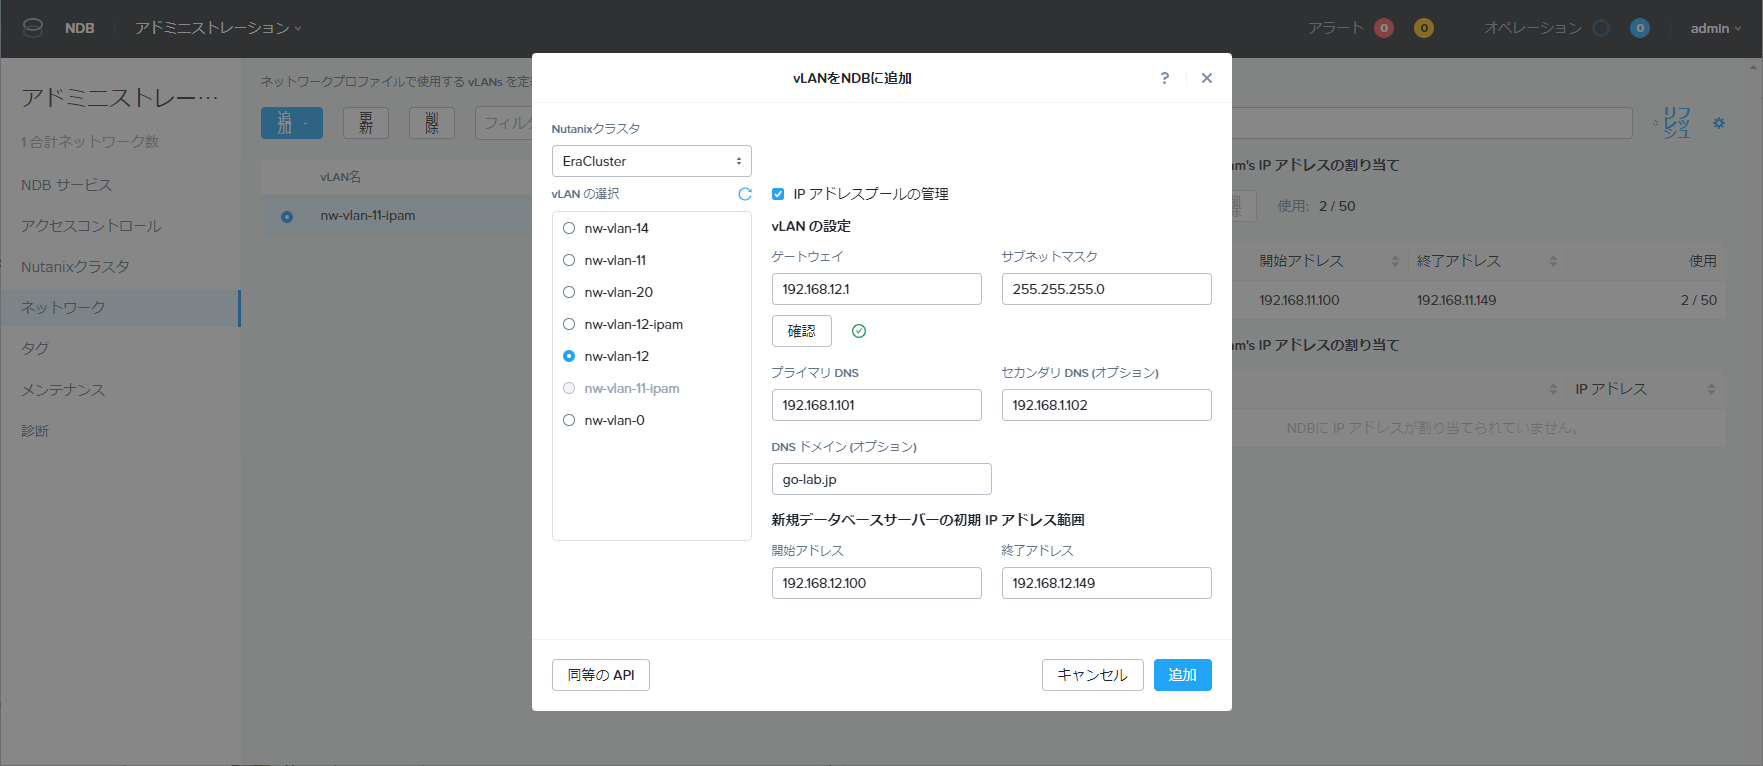 NDB
アドミニストレーション
アラート
0
0
オペレーション
0
admin
アドミニストレー…
1 合計ネットワーク数
NDB サービス
アクセスコントロール
Nutanixクラスタ
ネットワーク
タグ
メンテナンス
診断
ネットワークプロファイルで使用する vLANs を定
追加
更新
削除
フィルタ
リフレッシュ
vLAN名
nw-vlan-11-ipam
am's IP アドレスの割り当て
削除
使用: 2 / 50
開始アドレス
終了アドレス
使用
192.168.11.100
192.168.11.149
2 / 50
am's IP アドレスの割り当て
IP アドレス
NDBに IP アドレスが割り当てられていません。
vLANをNDBに追加
?
Nutanixクラスタ
EraCluster
vLAN の選択
nw-vlan-14
nw-vlan-11
nw-vlan-20
nw-vlan-12-ipam
nw-vlan-12
nw-vlan-11-ipam
nw-vlan-0
IP アドレスプールの管理
vLAN の設定
ゲートウェイ
サブネットマスク
192.168.12.1
255.255.255.0
確認
プライマリ DNS
セカンダリ DNS (オプション)
192.168.1.101
192.168.1.102
DNS ドメイン (オプション)
go-lab.jp
新規データベースサーバーの初期 IP アドレス範囲
開始アドレス
終了アドレス
192.168.12.100
192.168.12.149
同等の API
キャンセル
追加